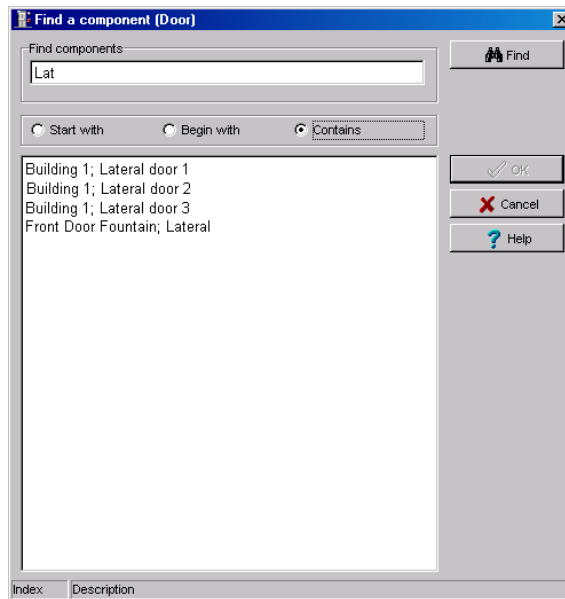 Find a component (Door)
Find components
Lat
Find
Start with
Begin with
Contains
Building 1; Lateral door 1
Building 1; Lateral door 2
Building 1; Lateral door 3
Front Door Fountain; Lateral
OK
Cancel
Help
Index
Description